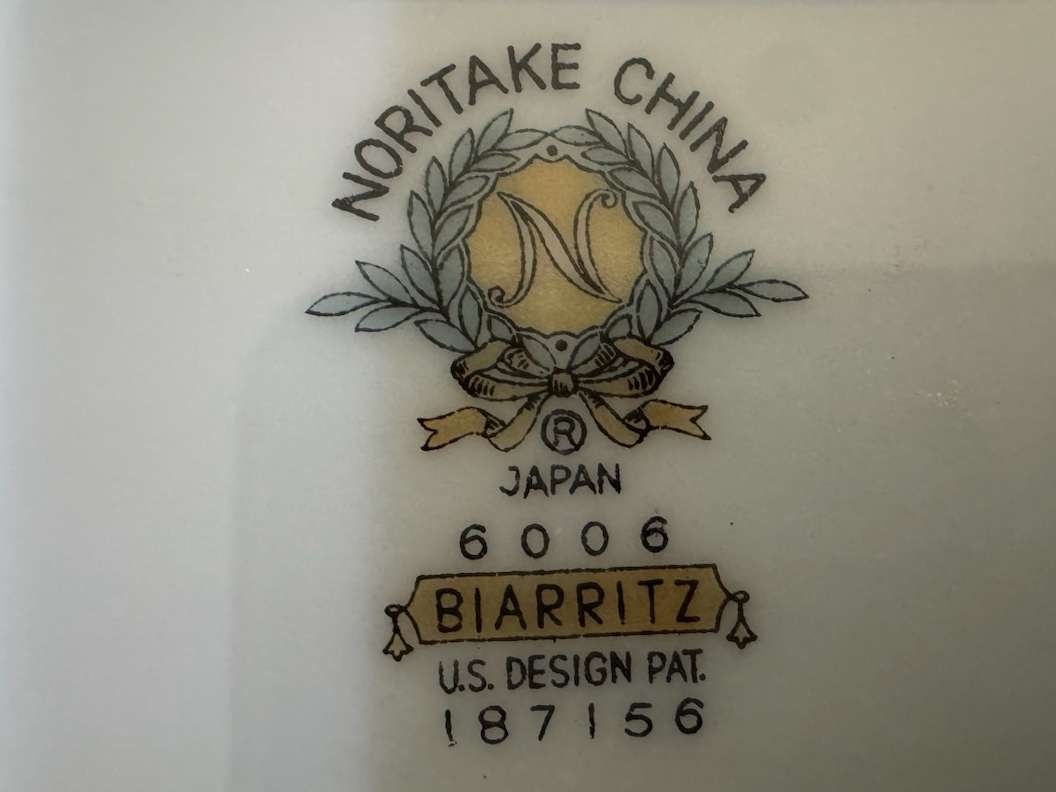 NORITAKE CHINA
N
®
JAPAN
6006
BIARRITZ
U.S. DESIGN PAT.
187156